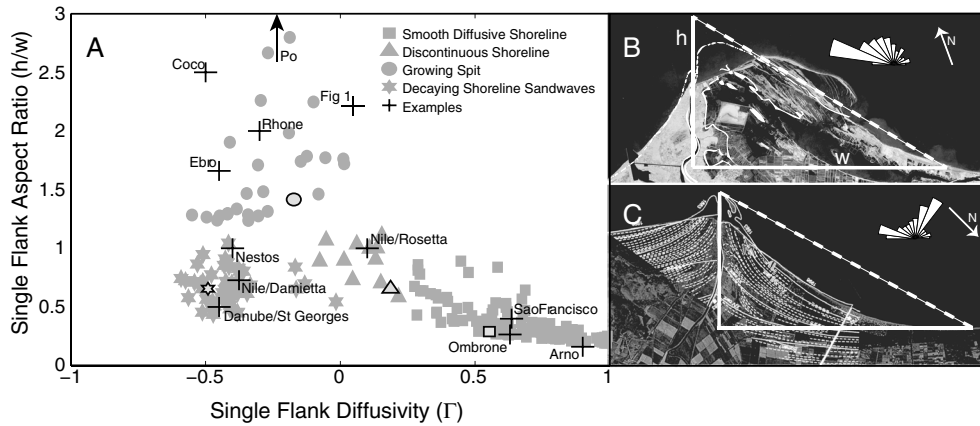 A
3
2.5
2
1.5
1
0.5
0
−1
−0.5
0
0.5
1
Single Flank Aspect Ratio (h/w)
Single Flank Diffusivity (Γ)
Smooth Diffusive Shoreline
Discontinuous Shoreline
Growing Spit
Decaying Shoreline Sandwaves
Examples
Po
Coco
Fig 1
Rhone
Ebro
Nile/Rosetta
Nestos
Nile/Damietta
Danube/St Georges
SaoFrancisco
Ombrone
Arno
B
h
w
N
C
N